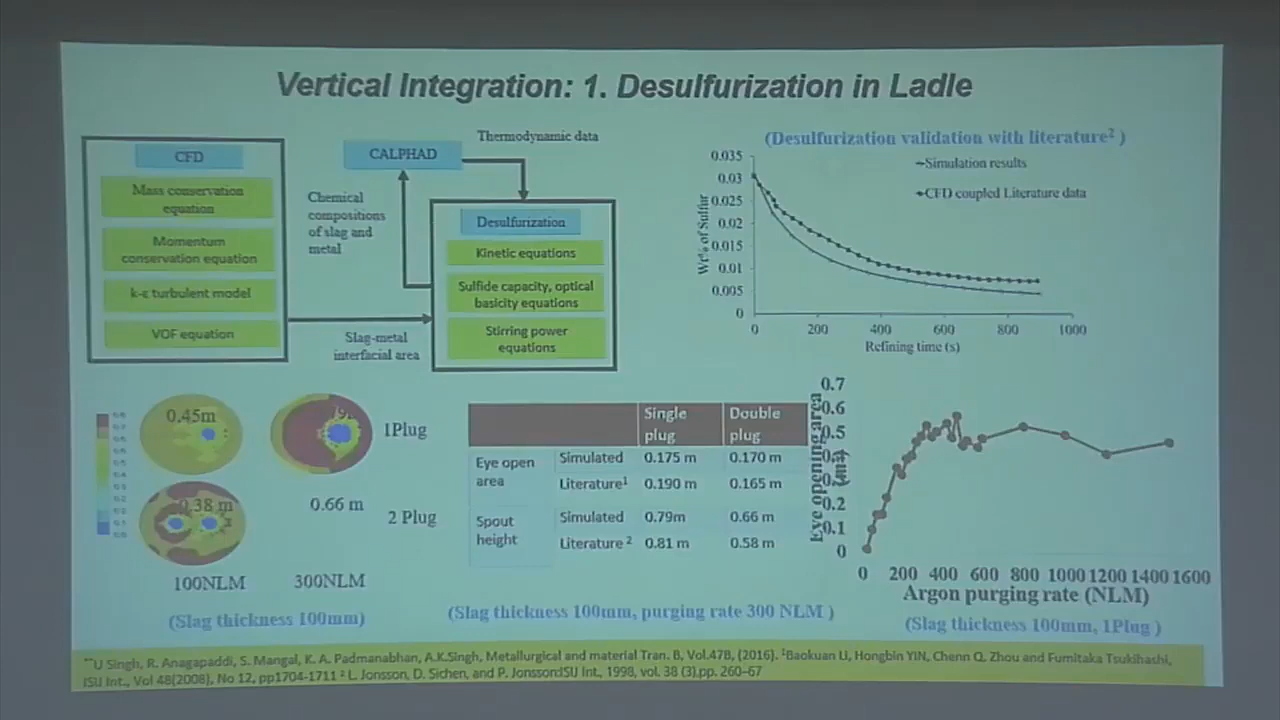 Vertical Integration: 1. Desulfurization in Ladle
CFD
Mass conservation
equation
Momentum
conservation equation
k-ε turbulent model
VOF equation
CALPHAD
Thermodynamic data
Chemical
compositions
of slag and
metal
Slag-metal
interfacial area
Desulfurization
Kinetic equations
Sulfide capacity, optical
basicity equations
Stirring power
equations
(Desulfurization validation with literature² )
Simulation results
CFD coupled Literature data
Wt% of Sulfur
0.035
0.03
0.025
0.02
0.015
0.01
0.005
0
0 200 400 600 800 1000
Refining time (s)
0.45m
1Plug
0.38 m
0.66 m
2 Plug
100NLM 300NLM
(Slag thickness 100mm)
Single plug Double plug
Eye open area
Simulated 0.175 m 0.170 m
Literature¹ 0.190 m 0.165 m
Spout height
Simulated 0.79m 0.66 m
Literature ² 0.81 m 0.58 m
(Slag thickness 100mm, purging rate 300 NLM )
Eye opening area
0.7
0.6
0.5
0.2
0.1
0
0 200 400 600 800 1000 1200 1400 1600
Argon purging rate (NLM)
(Slag thickness 100mm, 1Plug )
U Singh, R. Anagapaddi, S. Mangal, K. A. Padmanabhan, A.K.Singh, Metallurgical and material Tran. B, Vol.47B, (2016). ¹Baokuan LI, Hongbin YIN, Chenn Q. Zhou and Fumitaka Tsukihashi,
ISIJ Int., Vol 48(2008), No 12, pp1704-1711 ² L. Jonsson, D. Sichen, and P. Jonsson:ISIJ Int., 1998, vol. 38 (3),pp. 260–67